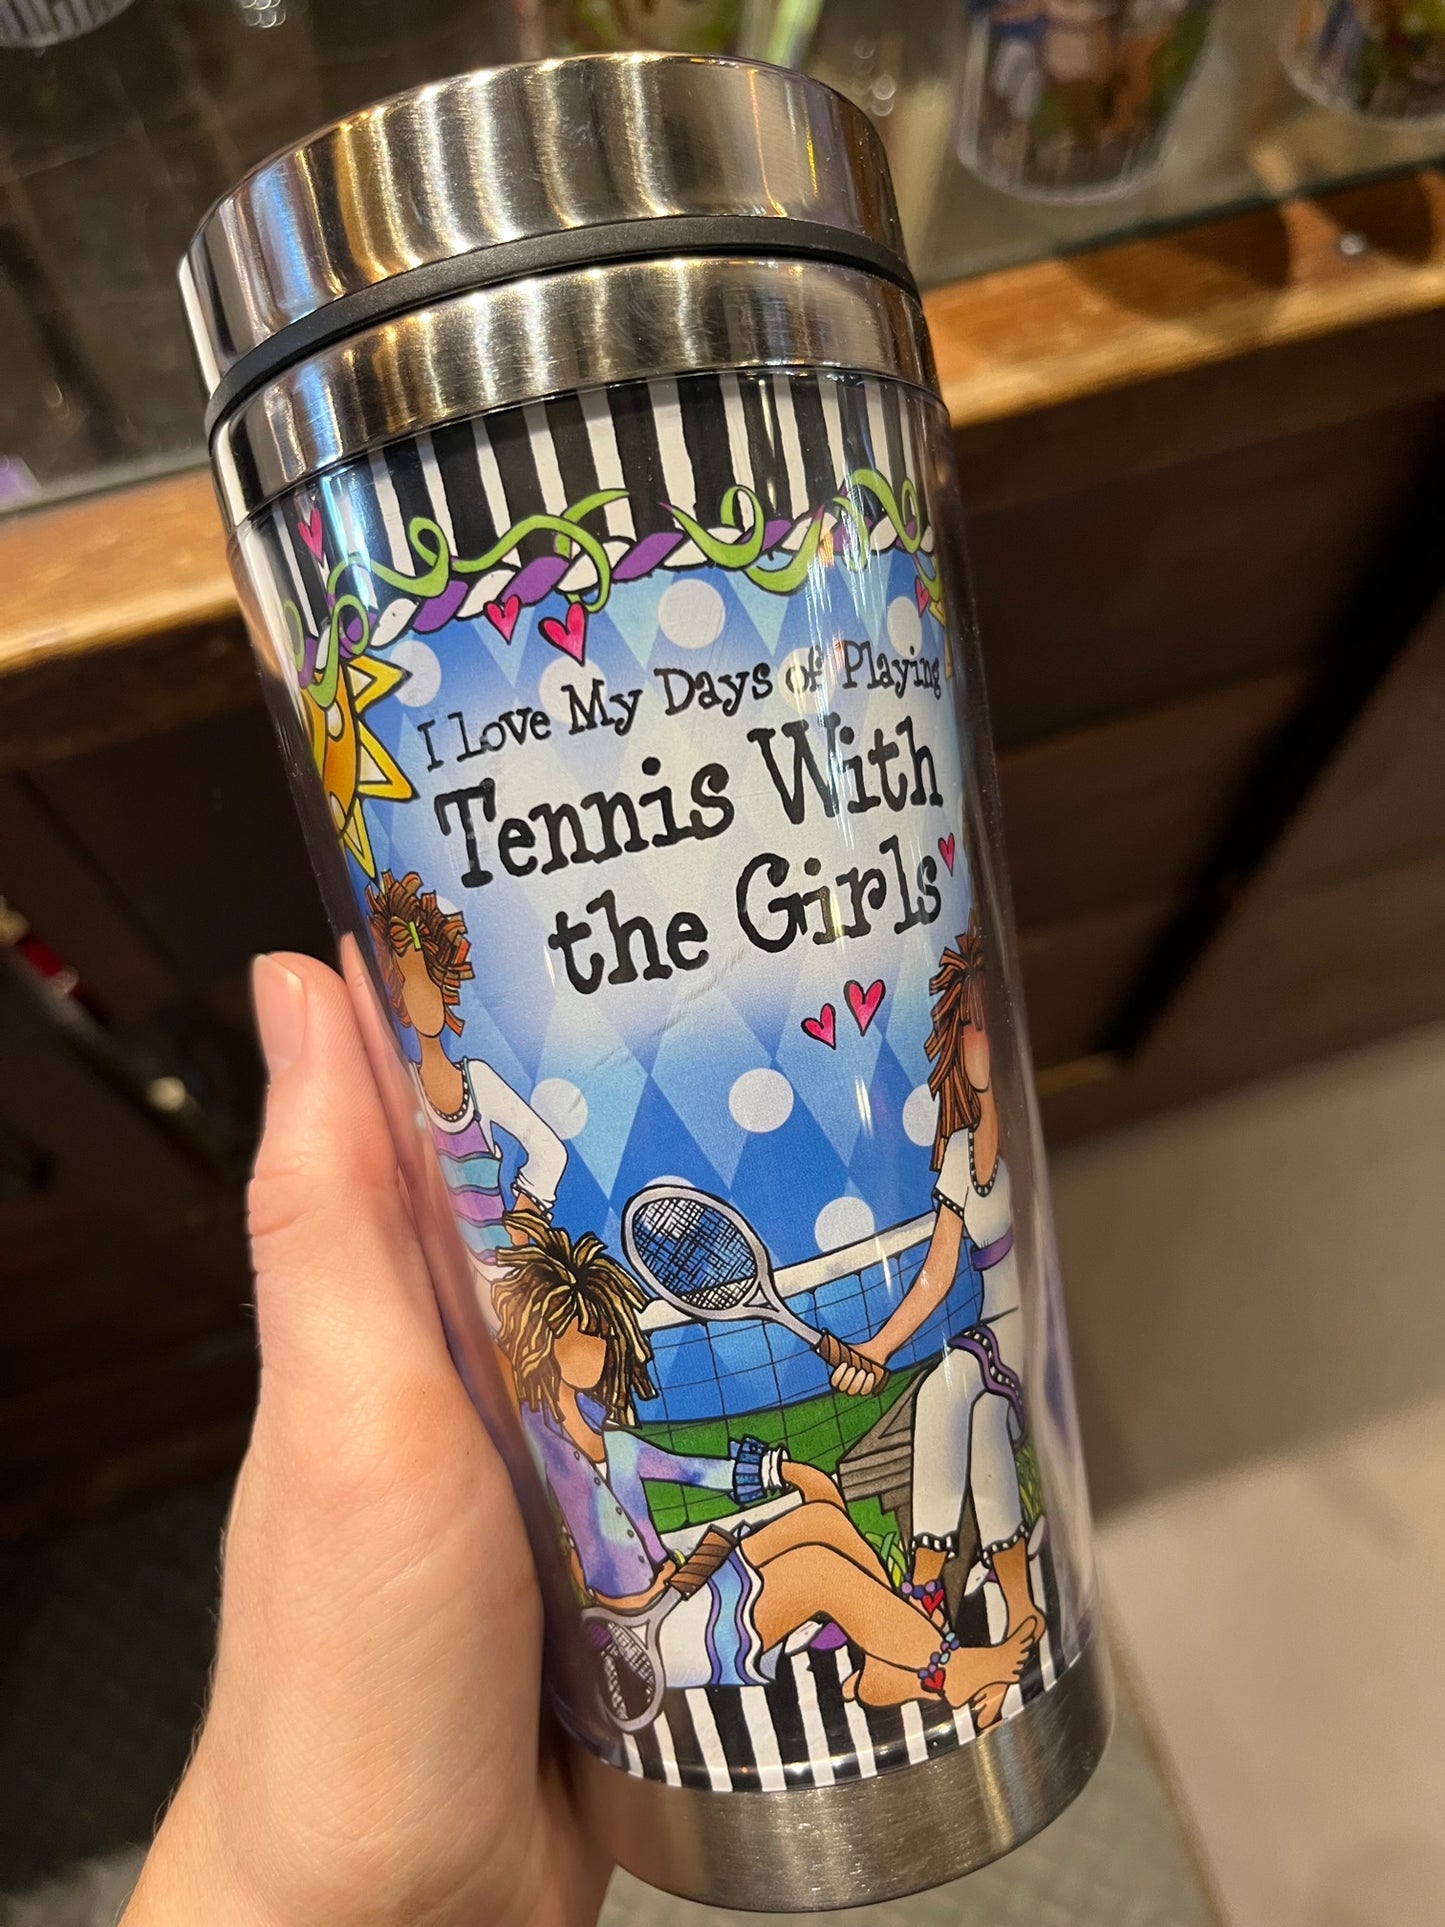 I Love My Days of Playing
Tennis With
the Girls